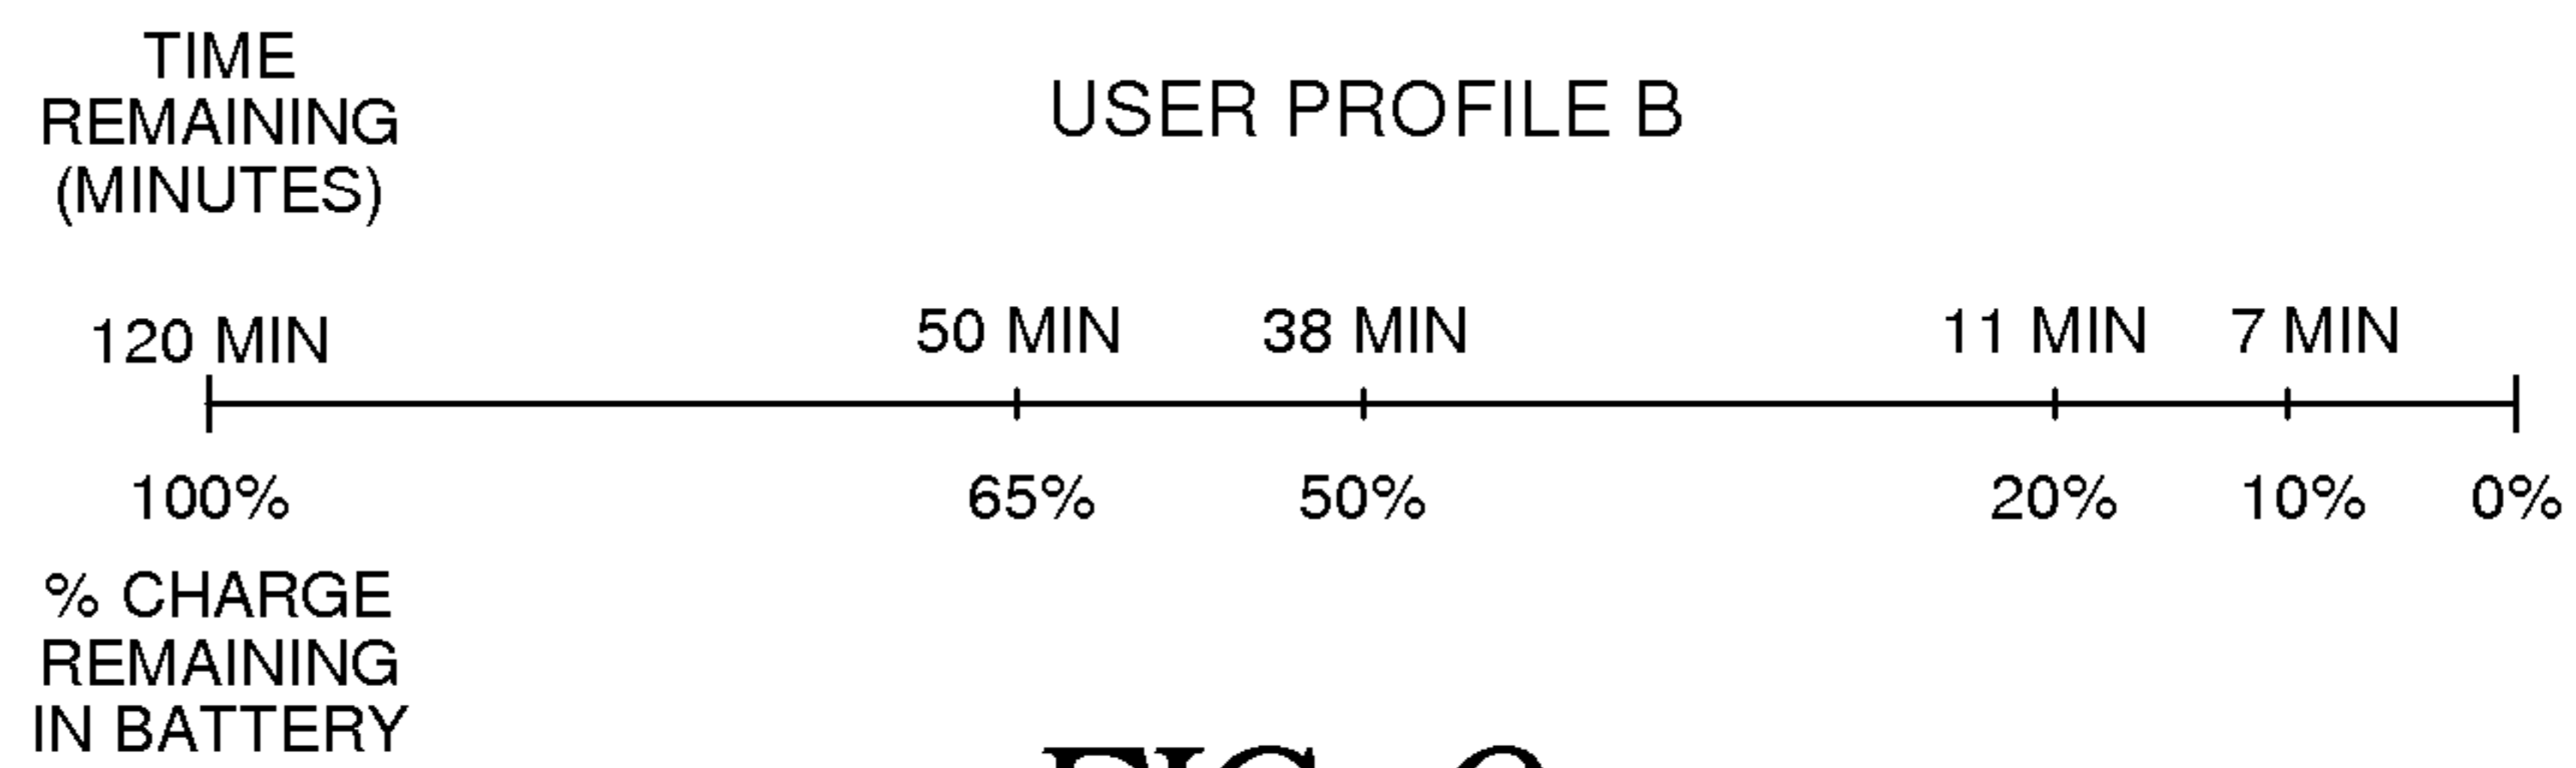 TIME
REMAINING
(MINUTES)
USER PROFILE B
120 MIN
50 MIN
38 MIN
11 MIN
7 MIN
100%
65%
50%
20%
10%
0%
% CHARGE
REMAINING
IN BATTERY
FIG.